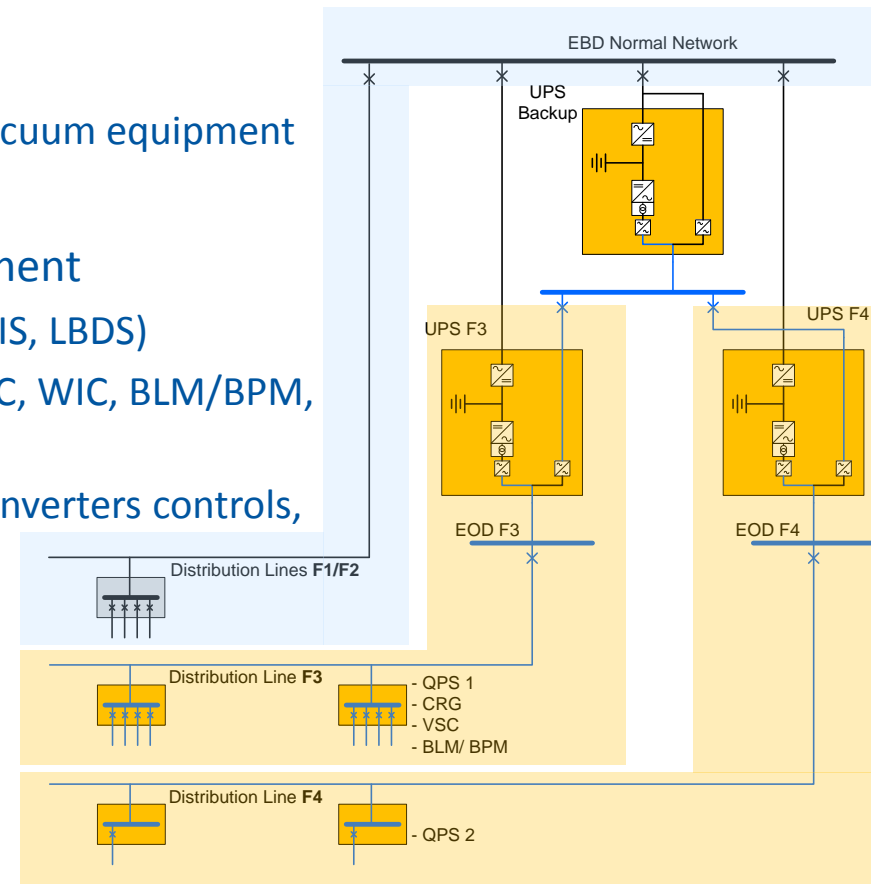 EBD Normal Network
UPS
Backup
cuum equipment
ment
IS, LBDS)
C, WIC, BLM/BPM,
nverters controls,
UPS F3
UPS F4
EOD F3
EOD F4
Distribution Lines F1/F2
Distribution Line F3
- QPS 1
- CRG
- VSC
- BLM/ BPM
Distribution Line F4
- QPS 2